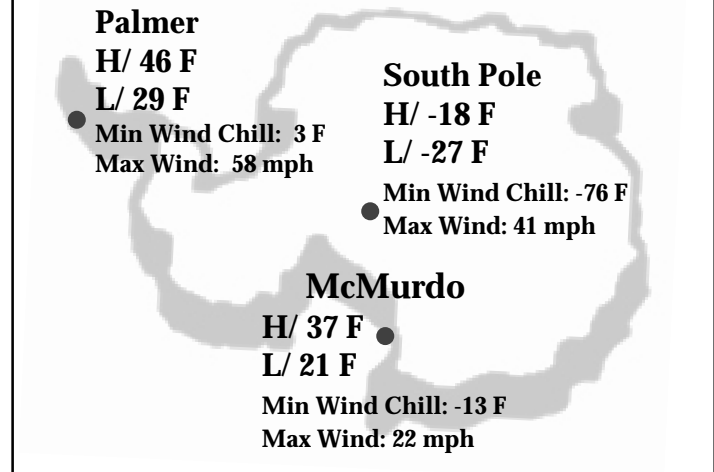 Palmer
H/ 46 F
L/ 29 F
Min Wind Chill: 3 F
Max Wind: 58 mph
South Pole
H/ -18 F
L/ -27 F
Min Wind Chill: -76 F
Max Wind: 41 mph
McMurdo
H/ 37 F
L/ 21 F
Min Wind Chill: -13 F
Max Wind: 22 mph